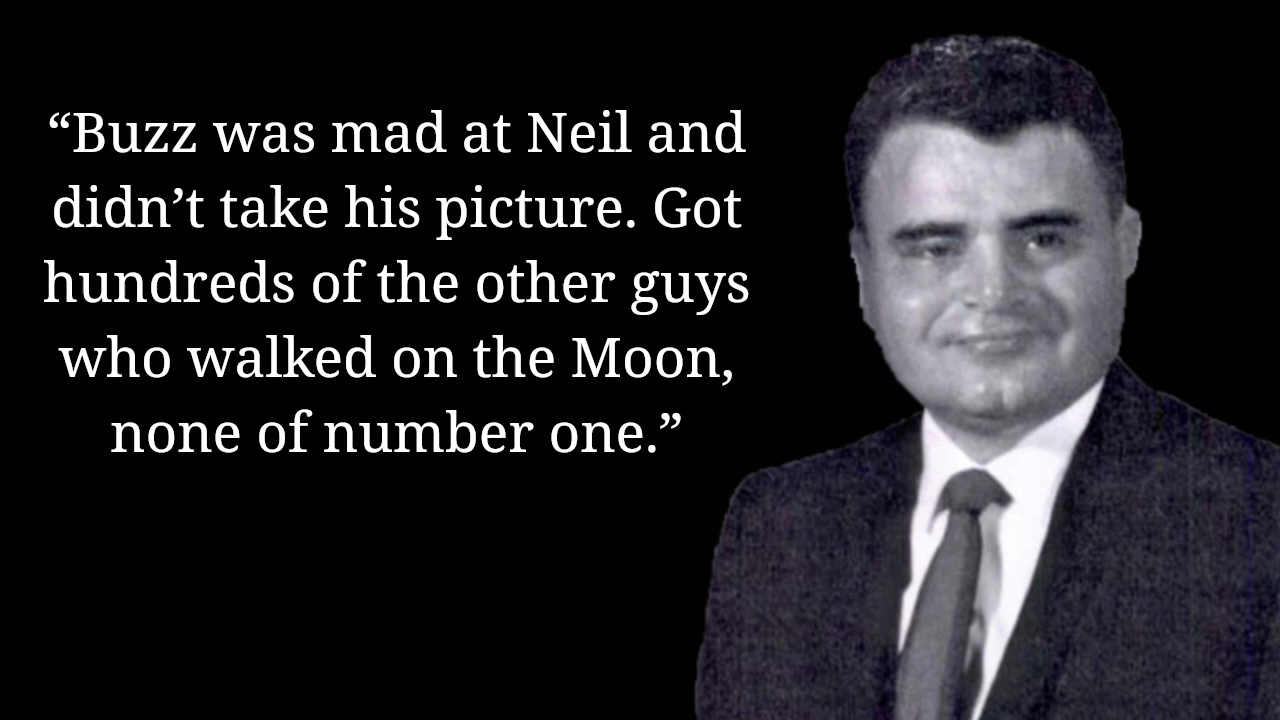 “Buzz was mad at Neil and
didn’t take his picture. Got
hundreds of the other guys
who walked on the Moon,
none of number one.”